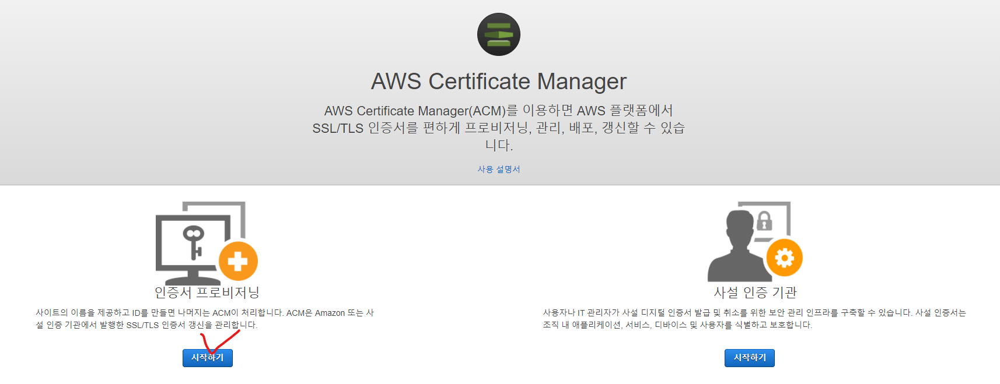 AWS Certificate Manager
AWS Certificate Manager(ACM)를 이용하면 AWS 플랫폼에서
SSL/TLS 인증서를 편하게 프로비저닝, 관리, 배포, 갱신할 수 있습
니다.
사용 설명서
인증서 프로비저닝
사이트의 이름을 제공하고 ID를 만들면 나머지는 ACM이 처리합니다. ACM은 Amazon 또는 사
설 인증 기관에서 발행한 SSL/TLS 인증서 갱신을 관리합니다.
시작하기
사설 인증 기관
사용자나 IT 관리자가 사설 디지털 인증서 발급 및 취소를 위한 보안 관리 인프라를 구축할 수 있습니다. 사설 인증서는
조직 내 애플리케이션, 서비스, 디바이스 및 사용자를 식별하고 보호합니다.
시작하기